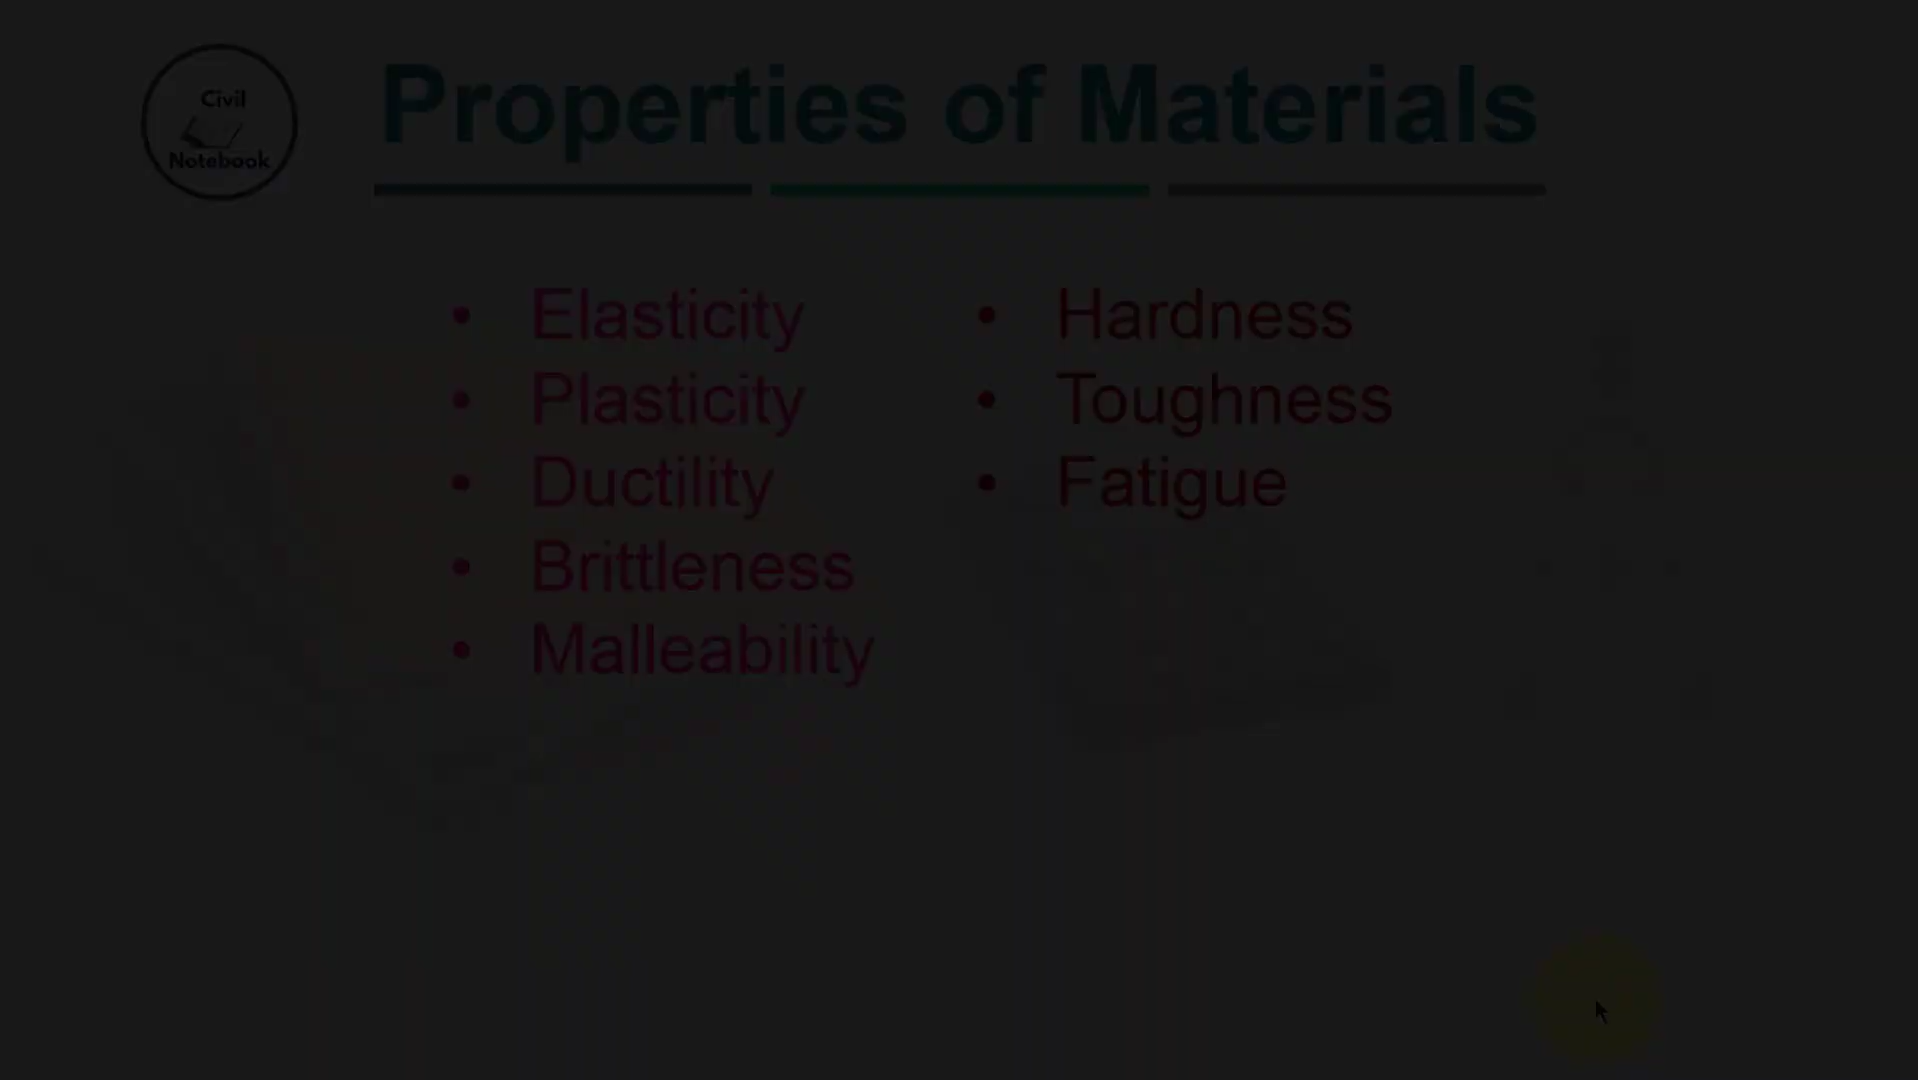 Civil
Notebook
Properties of Materials
• Elasticity
• Plasticity
• Ductility
• Brittleness
• Malleability
• Hardness
• Toughness
• Fatigue